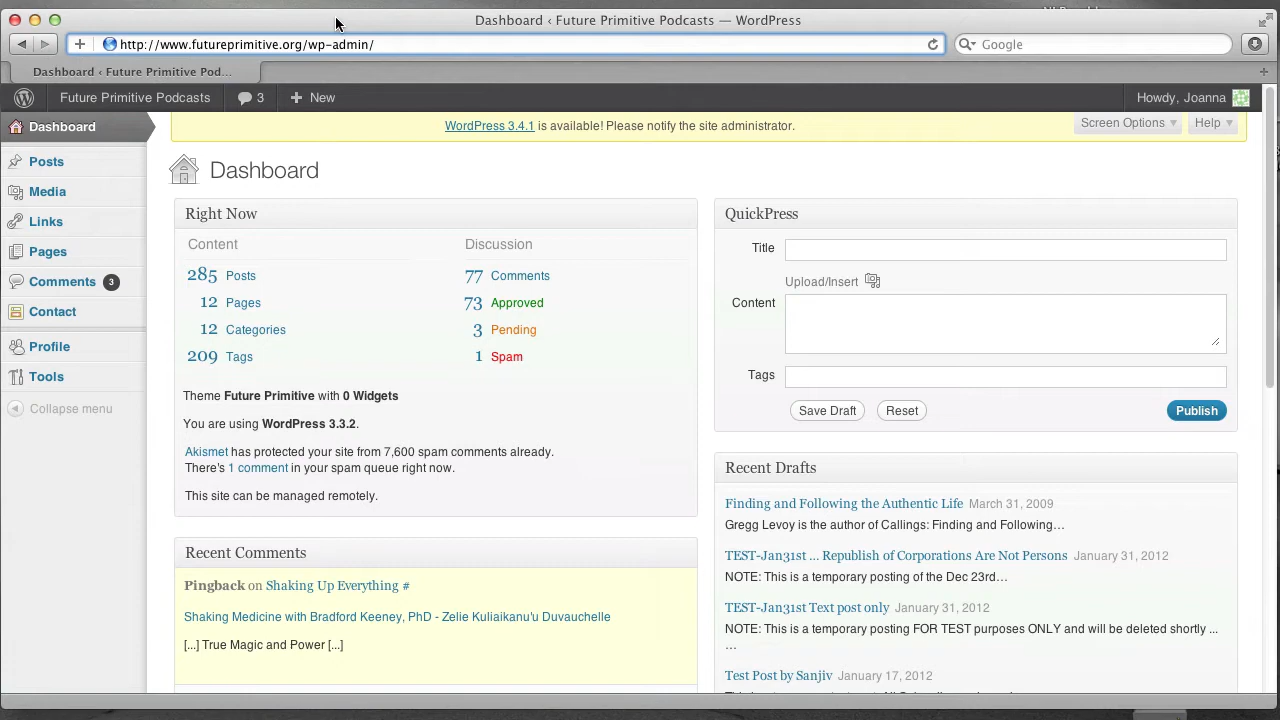 Dashboard ‹ Future Primitive Podcasts — WordPress
http://www.futureprimitive.org/wp-admin/
Google
Dashboard ‹ Future Primitive Pod...
Future Primitive Podcasts
3
New
Howdy, Joanna
Dashboard
Posts
Media
Links
Pages
Comments 3
Contact
Profile
Tools
Collapse menu
WordPress 3.4.1 is available! Please notify the site administrator.
Screen Options
Help
Dashboard
Right Now
Content
Discussion
285 Posts
77 Comments
12 Pages
73 Approved
12 Categories
3 Pending
209 Tags
1 Spam
Theme Future Primitive with 0 Widgets
You are using WordPress 3.3.2.
Akismet has protected your site from 7,600 spam comments already.
There's 1 comment in your spam queue right now.
This site can be managed remotely.
Recent Comments
Pingback on Shaking Up Everything #
Shaking Medicine with Bradford Keeney, PhD - Zelie Kuliaikanu'u Duvauchelle
[...] True Magic and Power [...]
QuickPress
Title
Upload/Insert
Content
Tags
Save Draft
Reset
Publish
Recent Drafts
Finding and Following the Authentic Life March 31, 2009
Gregg Levoy is the author of Callings: Finding and Following…
TEST-Jan31st … Republish of Corporations Are Not Persons January 31, 2012
NOTE: This is a temporary posting of the Dec 23rd…
TEST-Jan31st Text post only January 31, 2012
NOTE: This is a temporary posting FOR TEST purposes ONLY and will be deleted shortly ...
…
Test Post by Sanjiv January 17, 2012